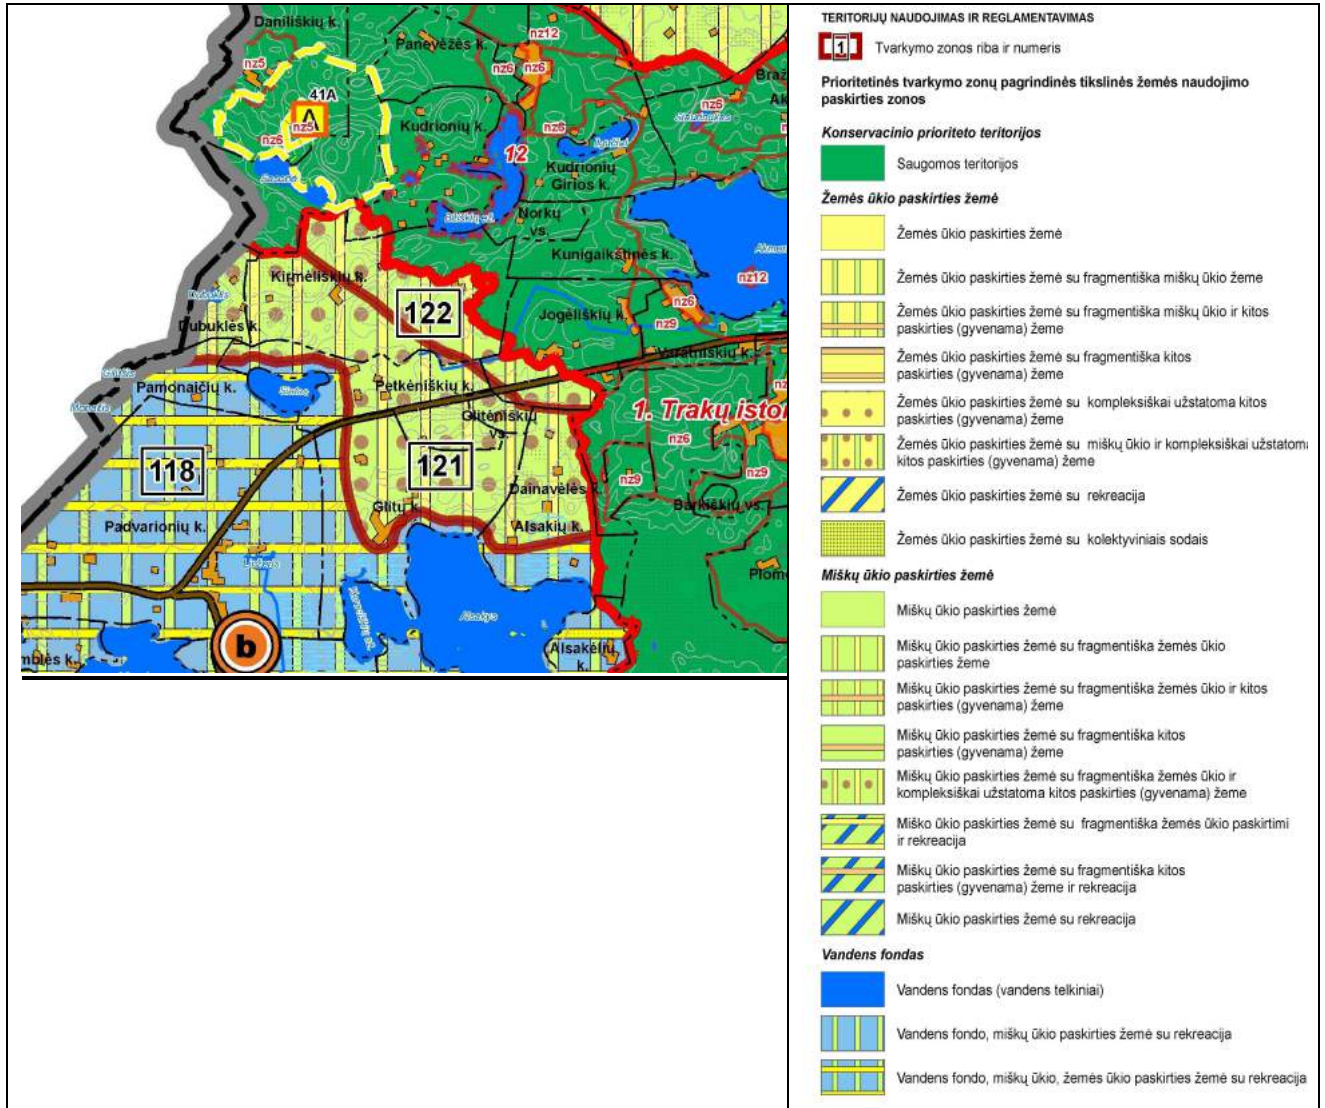 Daniliškių k.
Panevėžės k.
nz12
nz5
nz6
nz6
41A
A
nz5
nz6
Kudrionių k.
nz6
nz6
12
Kudrionių
Girios k.
Norkų
vs.
Kunigaikštinės k.
nz12
Kirmėliškių k.
122
Jogėliškių k.
nz6
nz9
Dubuklės k.
Varatniškių k.
Pamonaičių k.
Petkėniškių k.
Glitėniškių
vs.
1. Trakų istor
nz6
118
121
nz9
nz9
Dainavėlės k.
Barkiškių vs.
Padvarionių k.
Glitų k.
Alsakių k.
Plome
Alsakys
b
mblės k.
Alsakėlių
k.
TERITORIJŲ NAUDOJIMAS IR REGLAMENTAVIMAS
1 Tvarkymo zonos riba ir numeris
Prioritetinės tvarkymo zonų pagrindinės tikslinės žemės naudojimo
paskirties zonos
Konservacinio prioriteto teritorijos
Saugomos teritorijos
Žemės ūkio paskirties žemė
Žemės ūkio paskirties žemė
Žemės ūkio paskirties žemė su fragmentiška miškų ūkio žeme
Žemės ūkio paskirties žemė su fragmentiška miškų ūkio ir kitos
paskirties (gyvenama) žeme
Žemės ūkio paskirties žemė su fragmentiška kitos
paskirties (gyvenama) žeme
Žemės ūkio paskirties žemė su kompleksiškai užstatoma kitos
paskirties (gyvenama) žeme
Žemės ūkio paskirties žemė su miškų ūkio ir kompleksiškai užstatoma
kitos paskirties (gyvenama) žeme
Žemės ūkio paskirties žemė su rekreacija
Žemės ūkio paskirties žemė su kolektyviniais sodais
Miškų ūkio paskirties žemė
Miškų ūkio paskirties žemė
Miškų ūkio paskirties žemė su fragmentiška žemės ūkio
paskirties žeme
Miškų ūkio paskirties žemė su fragmentiška žemės ūkio ir kitos
paskirties (gyvenama) žeme
Miškų ūkio paskirties žemė su fragmentiška kitos
paskirties (gyvenama) žeme
Miškų ūkio paskirties žemė su fragmentiška žemės ūkio ir
kompleksiškai užstatoma kitos paskirties (gyvenama) žeme
Miško ūkio paskirties žemė su fragmentiška žemės ūkio paskirtimi
ir rekreacija
Miškų ūkio paskirties žemė su fragmentiška kitos
paskirties (gyvenama) žeme ir rekreacija
Miškų ūkio paskirties žemė su rekreacija
Vandens fondas
Vandens fondas (vandens telkiniai)
Vandens fondo, miškų ūkio paskirties žemė su rekreacija
Vandens fondo, miškų ūkio, žemės ūkio paskirties žemė su rekreacija